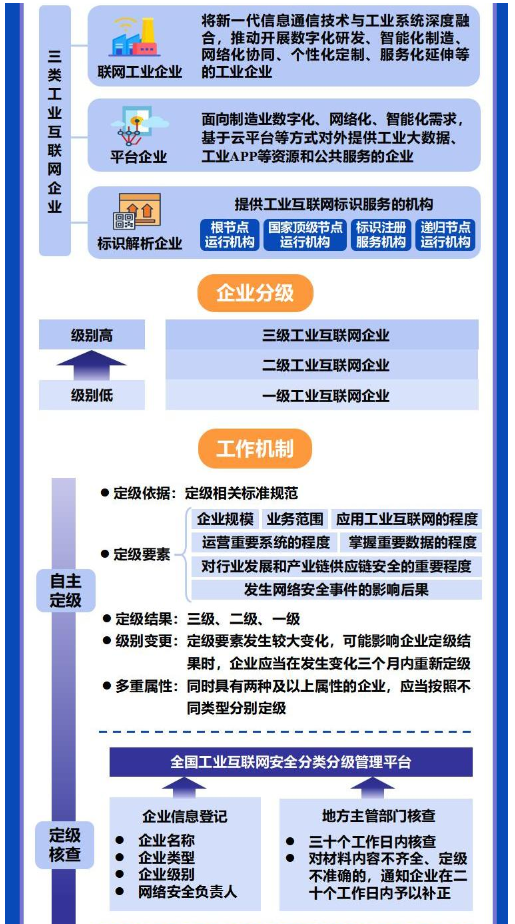 三类工业互联网企业
联网工业企业
将新一代信息通信技术与工业系统深度融
合，推动开展数字化研发、智能化制造、
网络化协同、个性化定制、服务化延伸等
的工业企业
平台企业
面向制造业数字化、网络化、智能化需求，
基于云平台等方式对外提供工业大数据、
工业APP等资源和公共服务的企业
标识解析企业
提供工业互联网标识服务的机构
根节点
运行机构
国家顶级节点
运行机构
标识注册
服务机构
递归节点
运行机构
企业分级
级别高
级别低
三级工业互联网企业
二级工业互联网企业
一级工业互联网企业
工作机制
自主
定级
● 定级依据：定级相关标准规范
● 定级要素
企业规模 业务范围 应用工业互联网的程度
运营重要系统的程度 掌握重要数据的程度
对行业发展和产业链供应链安全的重要程度
发生网络安全事件的影响后果
● 定级结果：三级、二级、一级
● 级别变更：定级要素发生较大变化，可能影响企业定级结
果时，企业应当在发生变化三个月内重新定级
● 多重属性：同时具有两种及以上属性的企业，应当按照不
同类型分别定级
定级
核查
全国工业互联网安全分类分级管理平台
企业信息登记
● 企业名称
● 企业类型
● 企业级别
● 网络安全负责人
地方主管部门核查
● 三十个工作日内核查
● 对材料内容不齐全、定级
不准确的，通知企业在二
十个工作日内予以补正